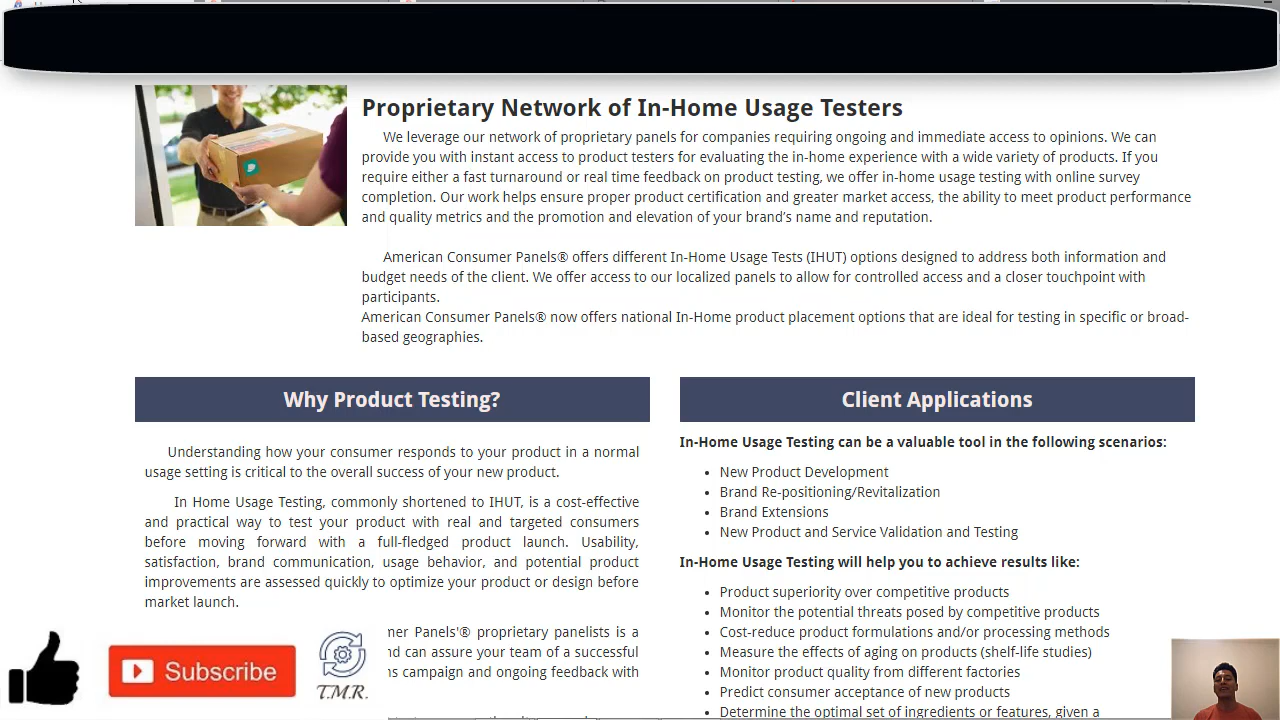 Proprietary Network of In-Home Usage Testers
We leverage our network of proprietary panels for companies requiring ongoing and immediate access to opinions. We can
provide you with instant access to product testers for evaluating the in-home experience with a wide variety of products. If you
require either a fast turnaround or real time feedback on product testing, we offer in-home usage testing with online survey
completion. Our work helps ensure proper product certification and greater market access, the ability to meet product performance
and quality metrics and the promotion and elevation of your brand’s name and reputation.
American Consumer Panels® offers different In-Home Usage Tests (IHUT) options designed to address both information and
budget needs of the client. We offer access to our localized panels to allow for controlled access and a closer touchpoint with
participants.
American Consumer Panels® now offers national In-Home product placement options that are ideal for testing in specific or broad-
based geographies.
Why Product Testing?
Understanding how your consumer responds to your product in a normal
usage setting is critical to the overall success of your new product.
In Home Usage Testing, commonly shortened to IHUT, is a cost-effective
and practical way to test your product with real and targeted consumers
before moving forward with a full-fledged product launch. Usability,
satisfaction, brand communication, usage behavior, and potential product
improvements are assessed quickly to optimize your product or design before
market launch.
ner Panels'® proprietary panelists is a
nd can assure your team of a successful
ns campaign and ongoing feedback with
Client Applications
In-Home Usage Testing can be a valuable tool in the following scenarios:
• New Product Development
• Brand Re-positioning/Revitalization
• Brand Extensions
• New Product and Service Validation and Testing
In-Home Usage Testing will help you to achieve results like:
• Product superiority over competitive products
• Monitor the potential threats posed by competitive products
• Cost-reduce product formulations and/or processing methods
• Measure the effects of aging on products (shelf-life studies)
• Monitor product quality from different factories
• Predict consumer acceptance of new products
• Determine the optimal set of ingredients or features, given a
Subscribe
T.M.R.